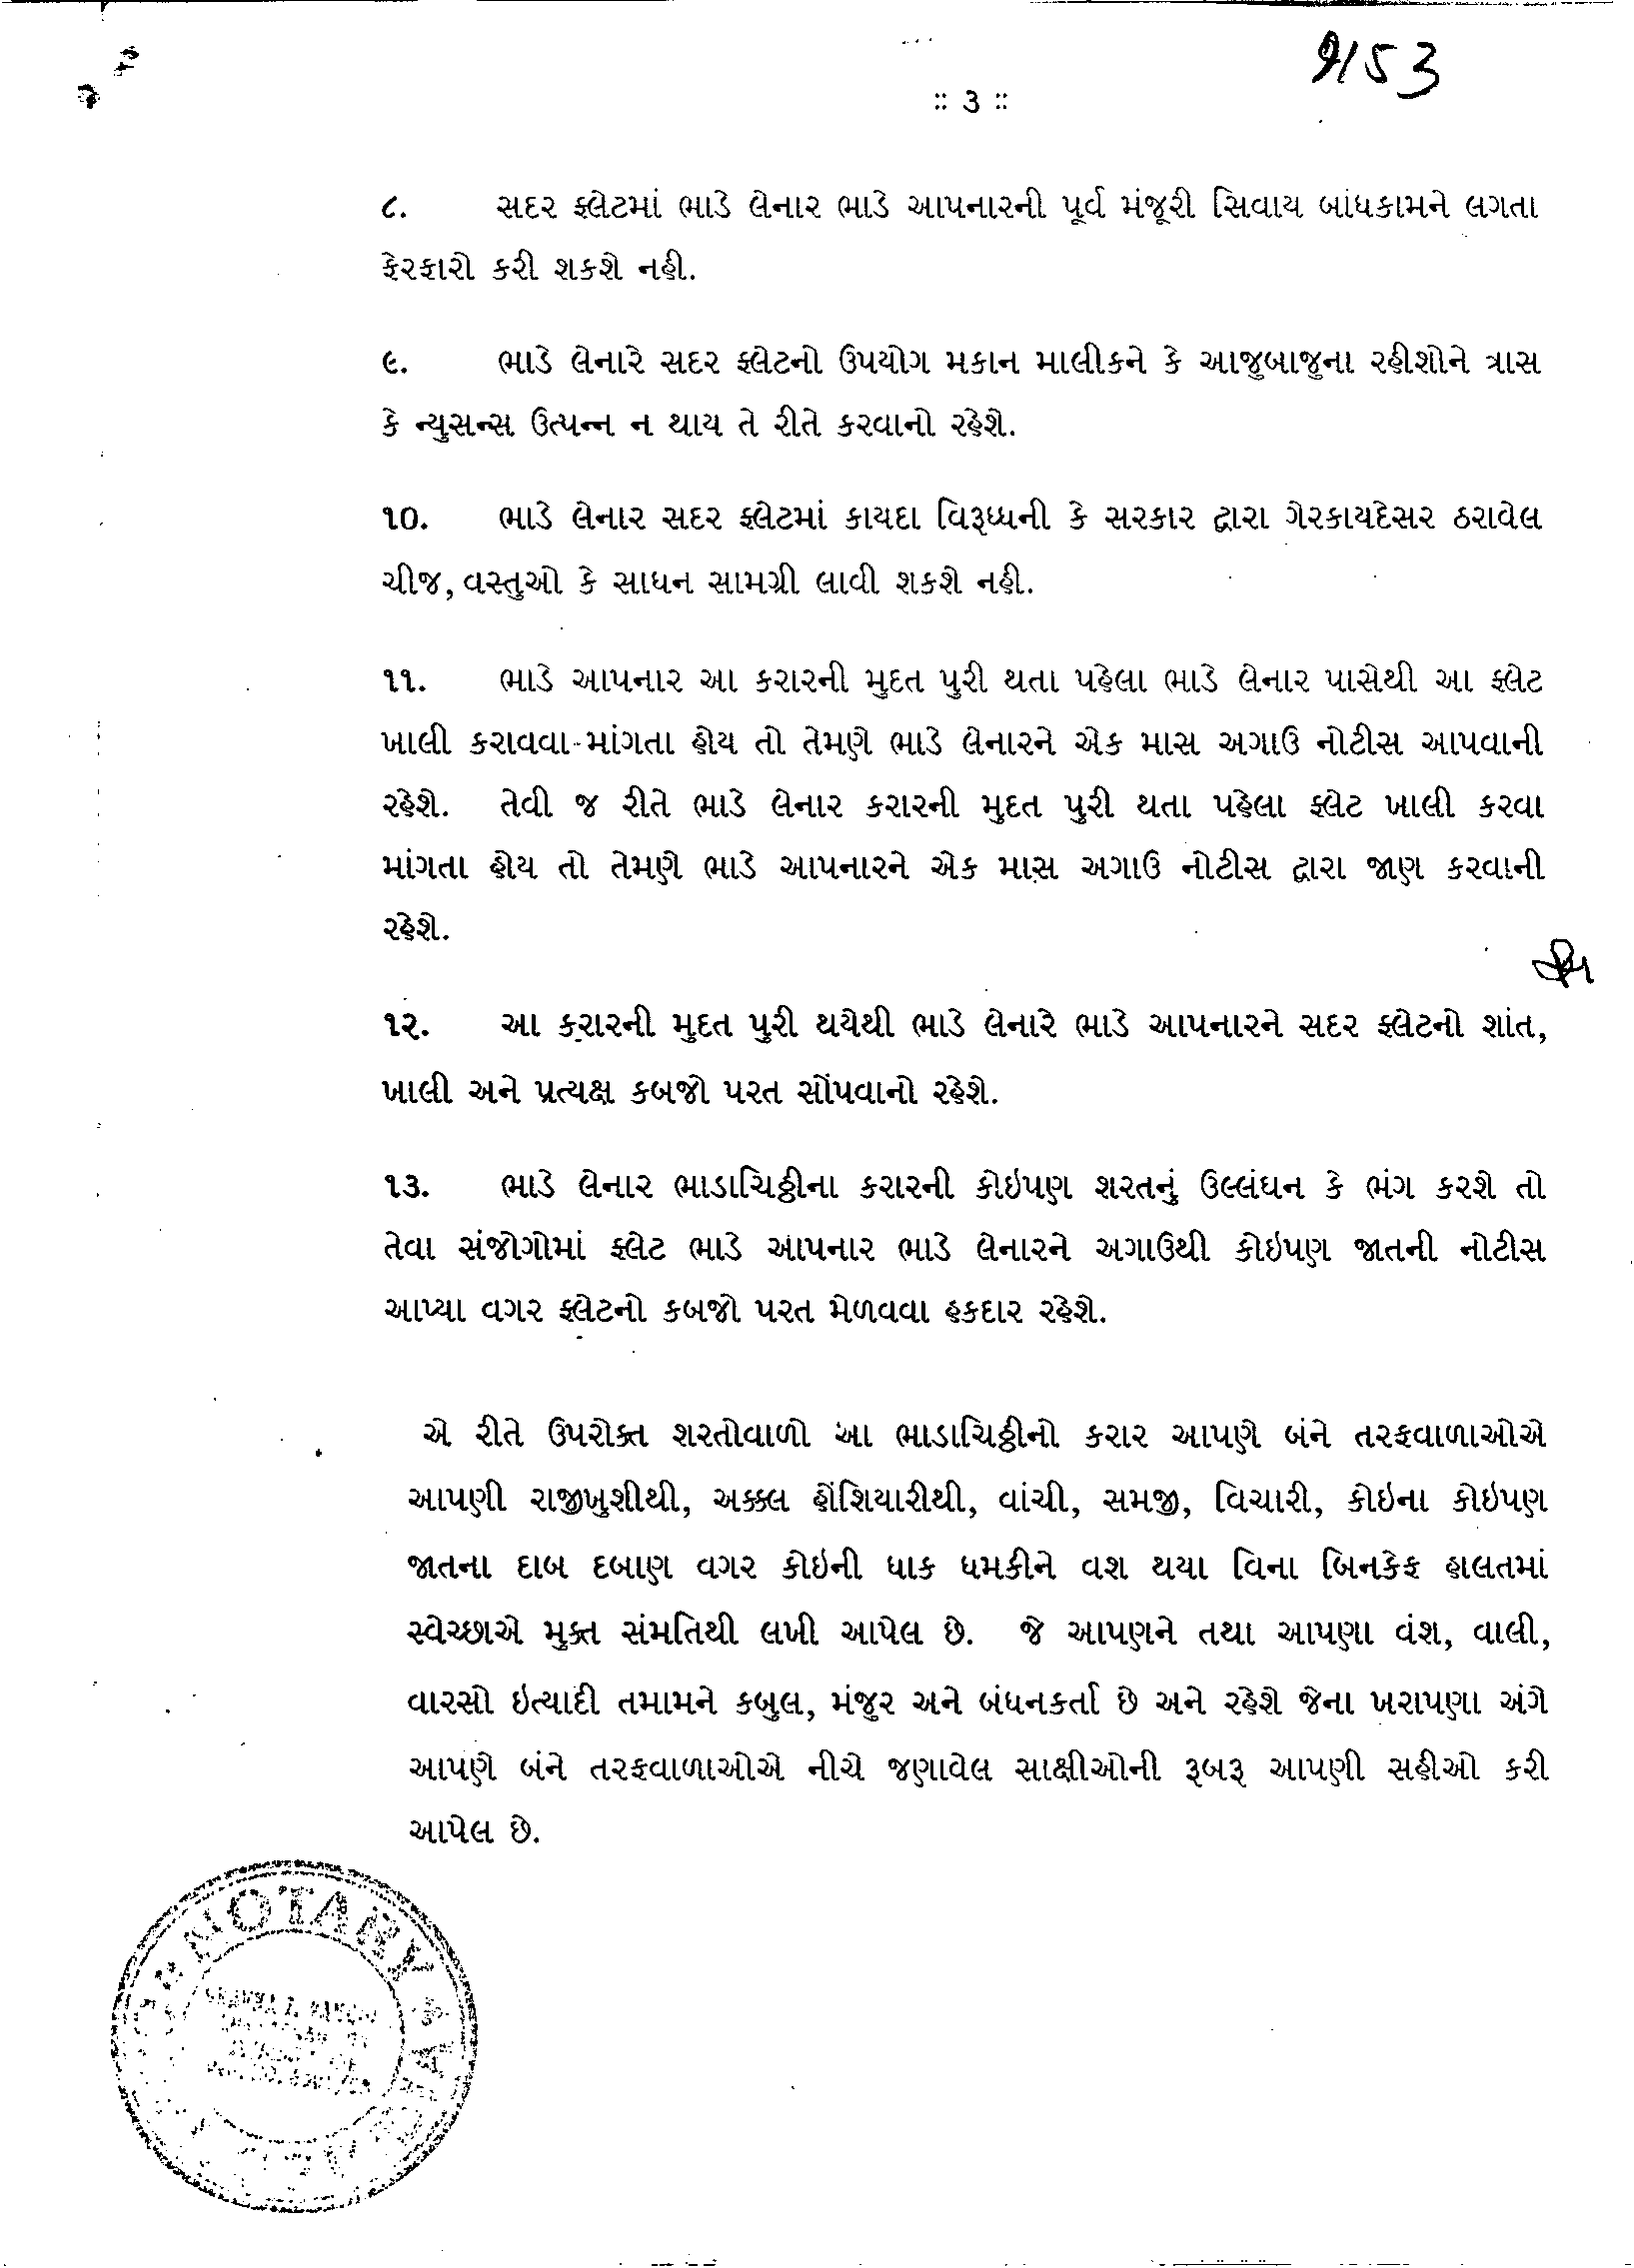 :: ૩ ::
૮. સદર ફ્લેટમાં ભાડે લેનાર ભાડે આપનારની પૂર્વ મંજૂરી સિવાય બાંધકામને લગતા
ફેરફારો કરી શકશે નહી.
૯. ભાડે લેનારે સદર ફ્લેટનો ઉપયોગ મકાન માલીકને કે આજુબાજુના રહીશોને ત્રાસ
કે ન્યુસન્સ ઉત્પન્ન ન થાય તે રીતે કરવાનો રહેશે.
૧૦. ભાડે લેનાર સદર ફ્લેટમાં કાયદા વિરૂધ્ધની કે સરકાર દ્વારા ગેરકાયદેસર ઠરાવેલ
ચીજ, વસ્તુઓ કે સાધન સામગ્રી લાવી શકશે નહી.
૧૧. ભાડે આપનાર આ કરારની મુદત પુરી થતા પહેલા ભાડે લેનાર પાસેથી આ ફ્લેટ
ખાલી કરાવવા માંગતા હોય તો તેમણે ભાડે લેનારને એક માસ અગાઉ નોટીસ આપવાની
રહેશે. તેવી જ રીતે ભાડે લેનાર કરારની મુદત પુરી થતા પહેલા ફ્લેટ ખાલી કરવા
માંગતા હોય તો તેમણે ભાડે આપનારને એક માસ અગાઉ નોટીસ દ્વારા જાણ કરવાની
રહેશે.
૧૨. આ કરારની મુદત પુરી થયેથી ભાડે લેનારે ભાડે આપનારને સદર ફ્લેટનો શાંત,
ખાલી અને પ્રત્યક્ષ કબજો પરત સોંપવાનો રહેશે.
૧૩. ભાડે લેનાર ભાડાચિઠ્ઠીના કરારની કોઇપણ શરતનું ઉલ્લંઘન કે ભંગ કરશે તો
તેવા સંજોગોમાં ફ્લેટ ભાડે આપનાર ભાડે લેનારને અગાઉથી કોઇપણ જાતની નોટીસ
આપ્યા વગર ફ્લેટનો કબજો પરત મેળવવા હકદાર રહેશે.
એ રીતે ઉપરોક્ત શરતોવાળો આ ભાડાચિઠ્ઠીનો કરાર આપણે બંને તરફવાળાઓએ
આપણી રાજીખુશીથી, અક્કલ હોંશિયારીથી, વાંચી, સમજી, વિચારી, કોઇના કોઇપણ
જાતના દાબ દબાણ વગર કોઇની ધાક ધમકીને વશ થયા વિના બિનકેફ હાલતમાં
સ્વેચ્છાએ મુક્ત સંમતિથી લખી આપેલ છે. જે આપણને તથા આપણા વંશ, વાલી,
વારસો ઇત્યાદી તમામને કબુલ, મંજુર અને બંધનકર્તા છે અને રહેશે જેના ખરાપણા અંગે
આપણે બંને તરફવાળાઓએ નીચે જણાવેલ સાક્ષીઓની રૂબરૂ આપણી સહીઓ કરી
આપેલ છે.
NOTARY